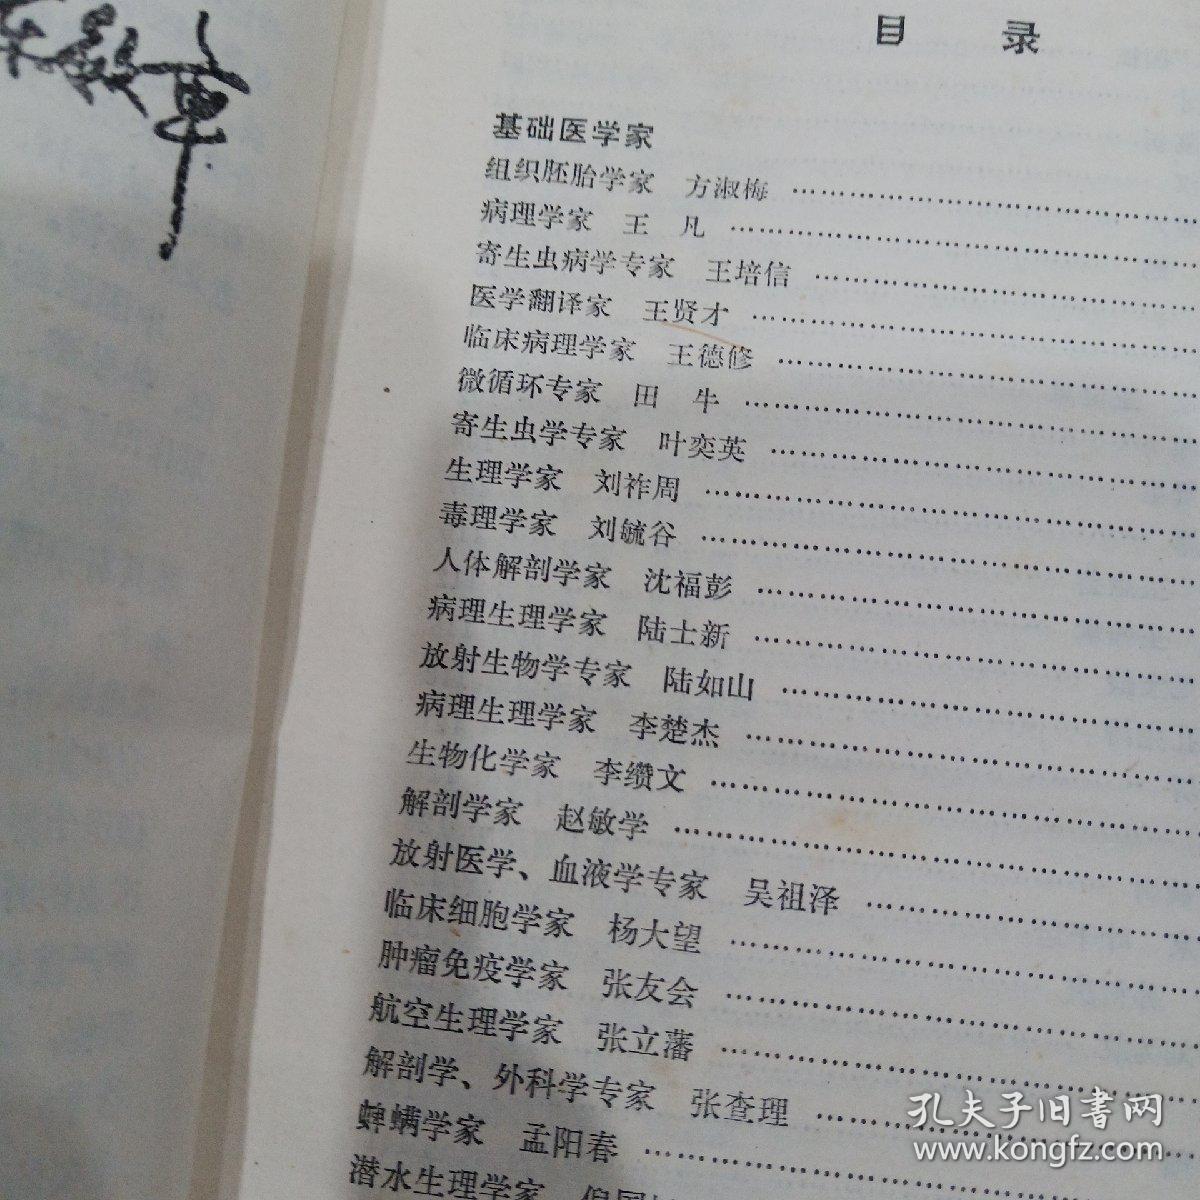 目 录
基础医学家
组织胚胎学家 方淑梅 ……………………
病理学家 王 凡 ……………………
寄生虫病学专家 王培信 ……………………
医学翻译家 王贤才 ……………………
临床病理学家 王德修 ……………………
微循环专家 田 牛 ……………………
寄生虫学专家 叶奕英 ……………………
生理学家 刘祚周 ……………………
毒理学家 刘毓谷 ……………………
人体解剖学家 沈福彭 ……………………
病理生理学家 陆士新 ……………………
放射生物学专家 陆如山 ……………………
病理生理学家 李楚杰 ……………………
生物化学家 李缵文 ……………………
解剖学家 赵敏学 ……………………
放射医学、血液学专家 吴祖泽 ……………………
临床细胞学家 杨大望 ……………………
肿瘤免疫学家 张友会 ……………………
航空生理学家 张立藩 ……………………
解剖学、外科学专家 张查理 ……………………
蜱螨学家 孟阳春 ……………………
潜水生理学家
孔夫子旧书网
www.kongfz.com